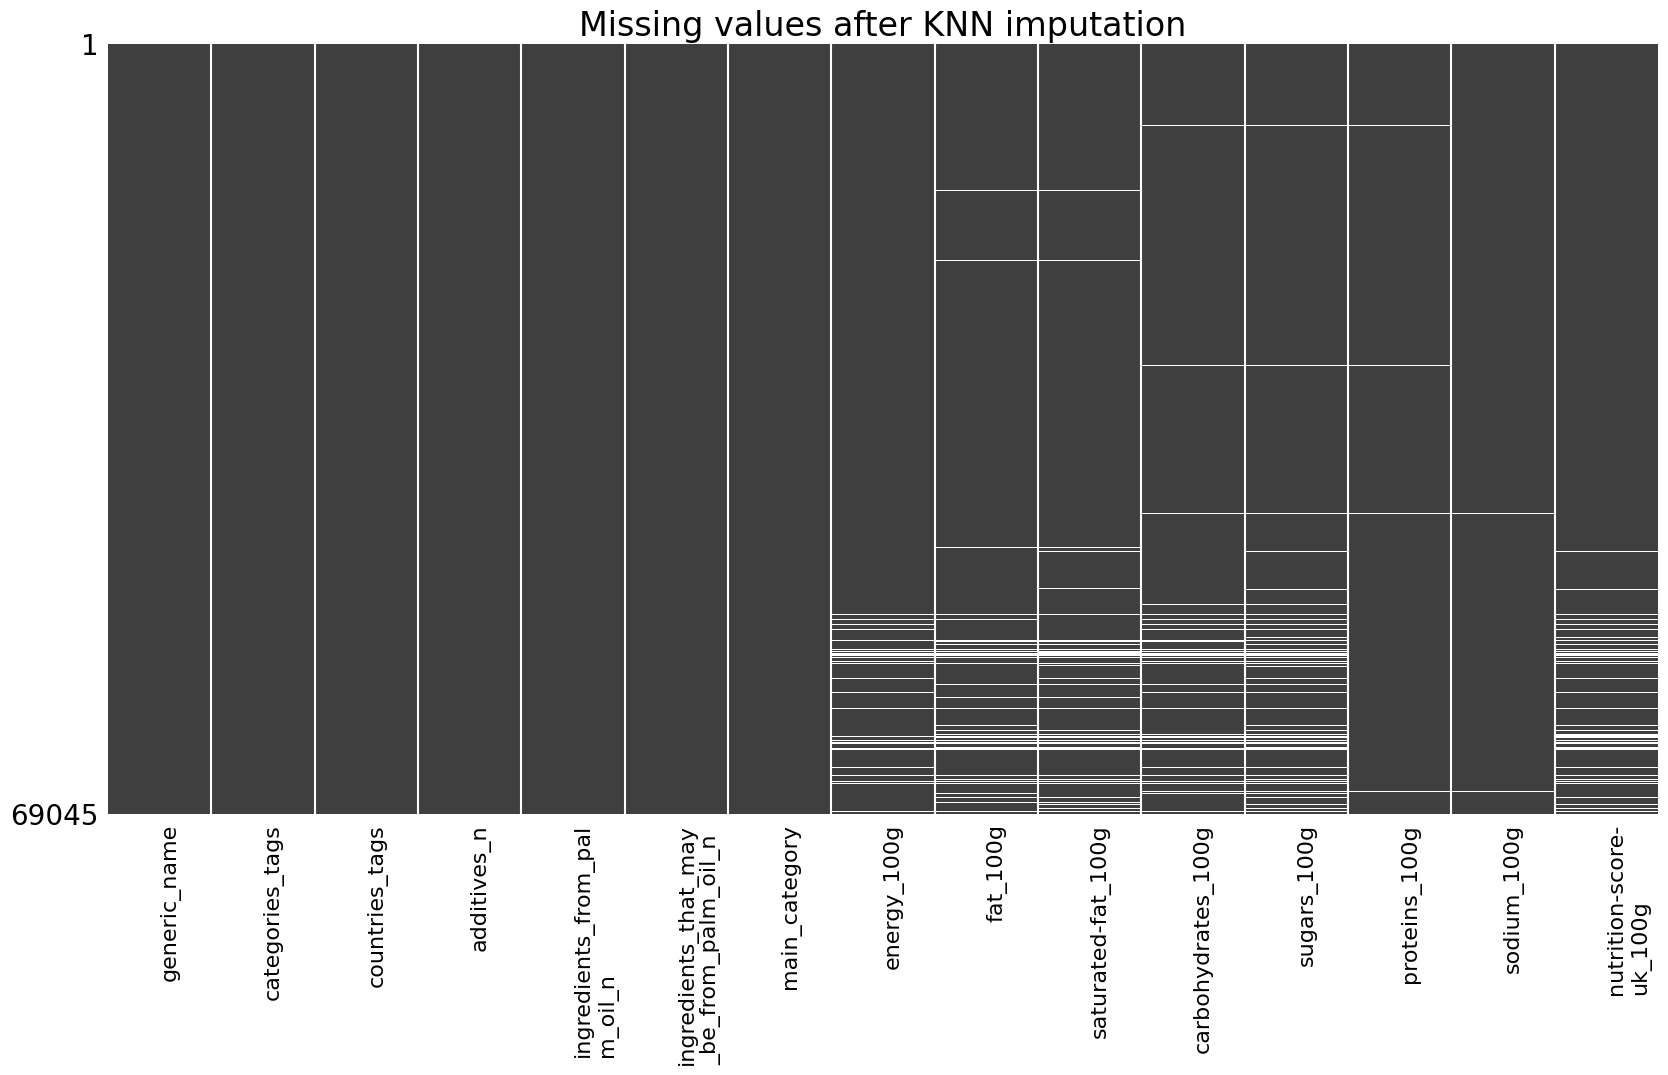 Missing values after KNN imputation
1
69045
generic_name
categories_tags
countries_tags
additives_n
ingredients_from_pal
m_oil_n
ingredients_that_may
_be_from_palm_oil_n
main_category
energy_100g
fat_100g
saturated-fat_100g
carbohydrates_100g
sugars_100g
proteins_100g
sodium_100g
nutrition-score-
uk_100g